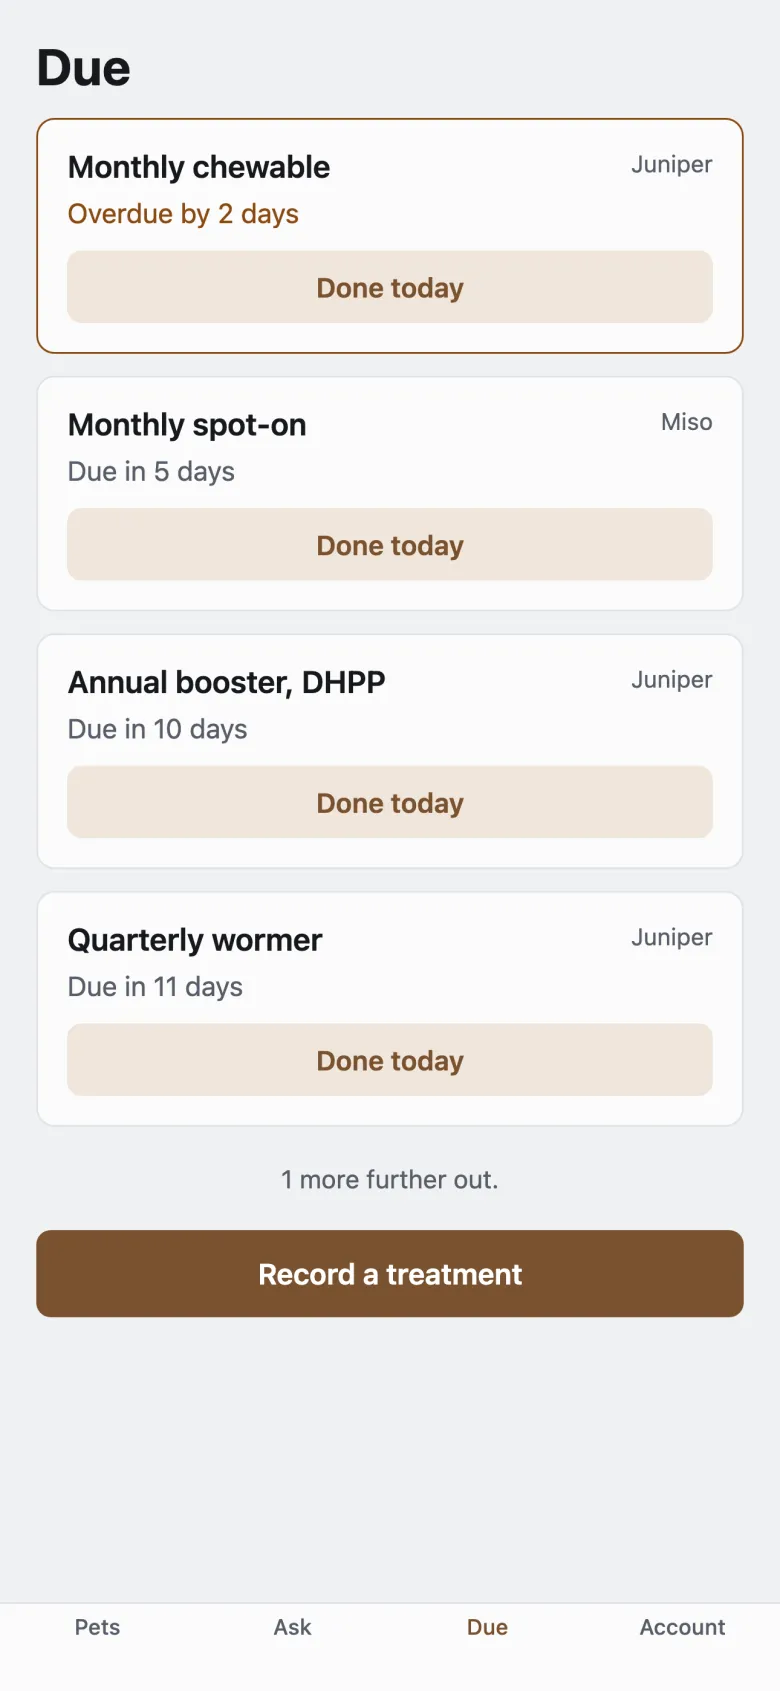 Due
Monthly chewable
Juniper
Overdue by 2 days
Done today
Monthly spot-on
Miso
Due in 5 days
Done today
Annual booster, DHPP
Juniper
Due in 10 days
Done today
Quarterly wormer
Juniper
Due in 11 days
Done today
1 more further out.
Record a treatment
Pets
Ask
Due
Account